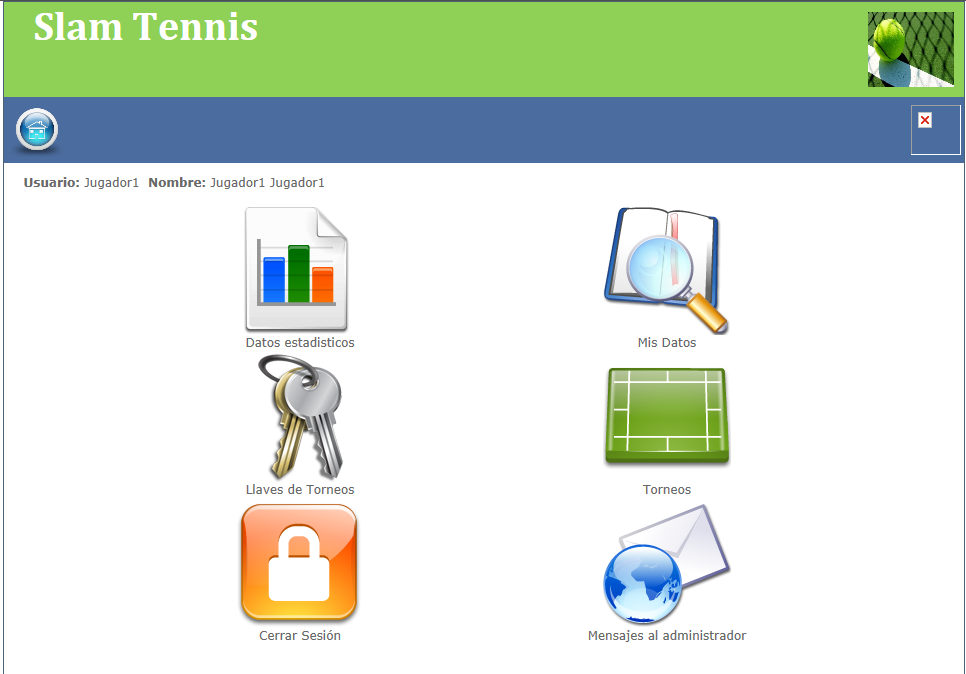 Slam Tennis
Usuario: Jugador1 Nombre: Jugador1 Jugador1
Datos estadisticos
Mis Datos
Llaves de Torneos
Torneos
Cerrar Sesión
Mensajes al administrador